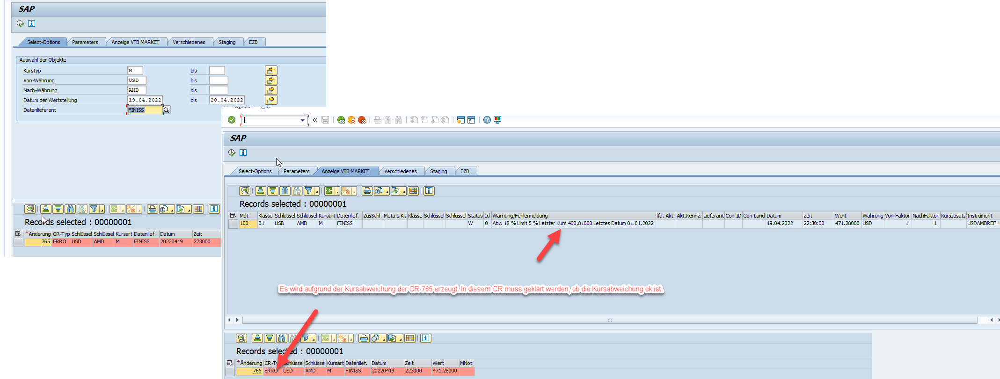 SAP
Select-Options Parameters Anzeige VTB MARKET Verschiedenes Staging EZB
Auswahl der Objekte
Kurstyp M bis
Von-Währung USD bis
Nach-Währung AMD bis
Datum der Wertstellung 19.04.2022 bis 20.04.2022
Datenlieferant FINISS
Records selected : 00000001
Änderung CR-Typ Schlüssel Schlüssel Kursart Datenlief. Datum Zeit
765 ERRO USD AMD M FINISS 20220419 223000
System Hilfe
SAP
Select-Options Parameters Anzeige VTB MARKET Verschiedenes Staging EZB
Records selected : 00000001
Mdt Klasse Schlüssel Schlüssel Kursart Datenlief. ZusSchl. Meta-I.Kl. Klasse Schlüssel Schlüssel Status Id Warnung/Fehlermeldung lfd. Akt. Akt.Kennz. Lieferant Con-ID Con-Land Datum Zeit Wert Währung Von-Faktor NachFaktor Kurszusatz Instrument
100 01 USD AMD M FINISS W 0 Abw 18 % Limit 5 % Letzter Kurs 400,81000 Letztes Datum 01.01.2022 19.04.2022 22:30:00 471.28000 USD 1 1 USDAMDREF=
Es wird aufgrund der Kursabweichung der CR 765 erzeugt. In diesem CR muss geklärt werden, ob die Kursabweichung ok ist.
Records selected : 00000001
Änderung CR-Ty Schlüssel Schlüssel Kursart Datenlief. Datum Zeit Wert MNot.
765 ERRO USD AMD M FINISS 20220419 223000 471.28000